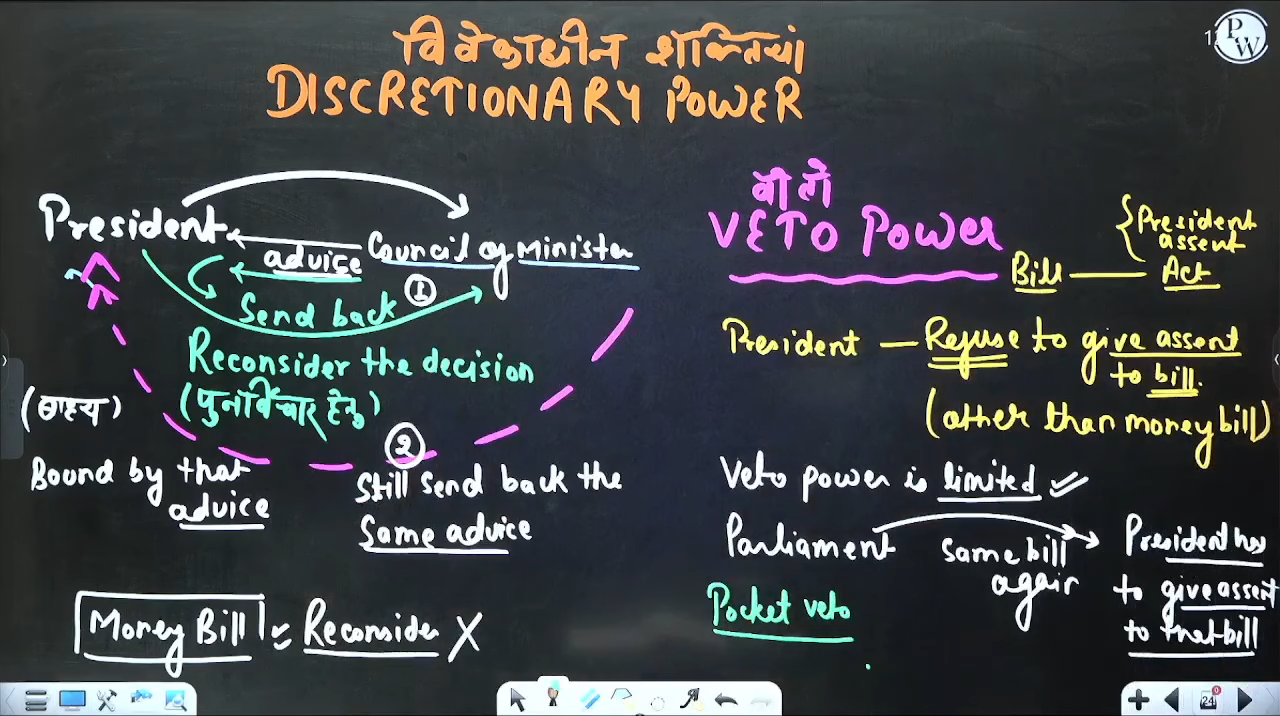 विवेकाधीन शक्तियां
DISCRETIONARY POWER
PW
President
advice
Council of minister
1
Send back
Reconsider the decision
(पुनर्विचार हेतु)
(बाध्य)
2
Bound by that
advice
Still send back the
Same advice
Money Bill = Reconsider X
वीटो
VETO POWER
President
assent
Bill — Act
President — Refuse to give assent
to bill.
(other than money bill)
Veto power is limited
Parliament
same bill
again
President has
to give assent
to that bill
Pocket veto
24